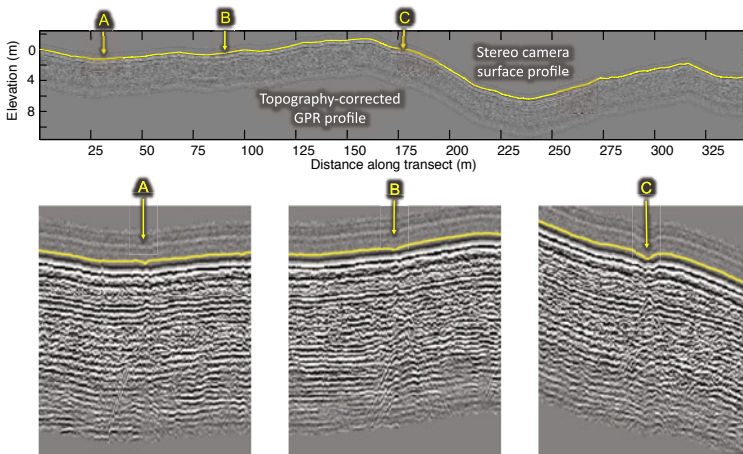 A
B
C
Elevation (m)
0
4
8
Stereo camera
surface profile
Topography-corrected
GPR profile
25
50
75
100
125
150
175
200
225
250
275
300
325
Distance along transect (m)
A
B
C